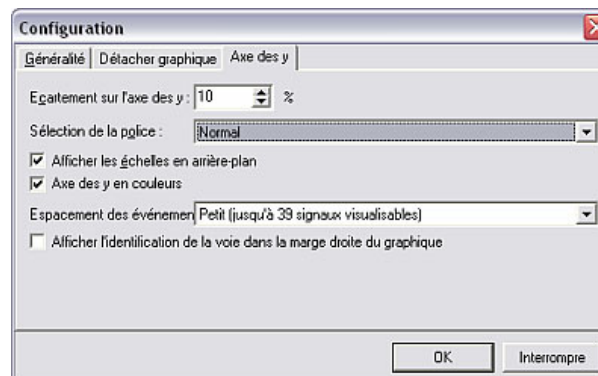 Configuration
Généralité Détacher graphique Axe des y
Ecartement sur l'axe des y : 10 %
Sélection de la police : Normal
Afficher les échelles en arrière-plan
Axe des y en couleurs
Espacement des événemen Petit (jusqu'à 39 signaux visualisables)
Afficher l'identification de la voie dans la marge droite du graphique
OK Interrompre